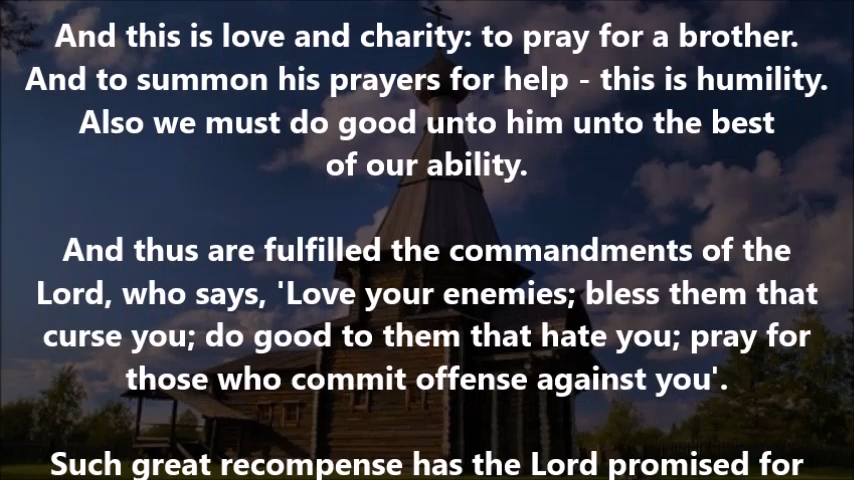 And this is love and charity: to pray for a brother.
And to summon his prayers for help - this is humility.
Also we must do good unto him unto the best
of our ability.
And thus are fulfilled the commandments of the
Lord, who says, 'Love your enemies; bless them that
curse you; do good to them that hate you; pray for
those who commit offense against you'.
Such great recompense has the Lord promised for